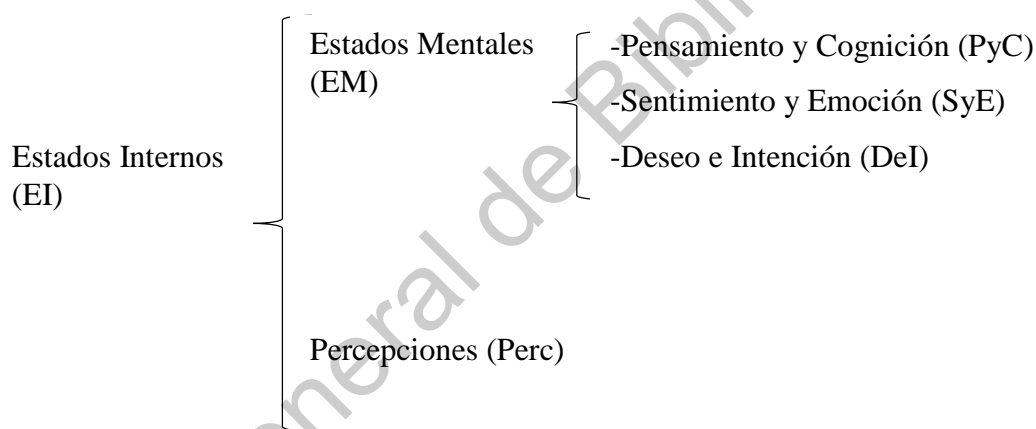 Estados Internos
(EI)
Estados Mentales
(EM)
-Pensamiento y Cognición (PyC)
-Sentimiento y Emoción (SyE)
-Deseo e Intención (DeI)
Percepciones (Perc)